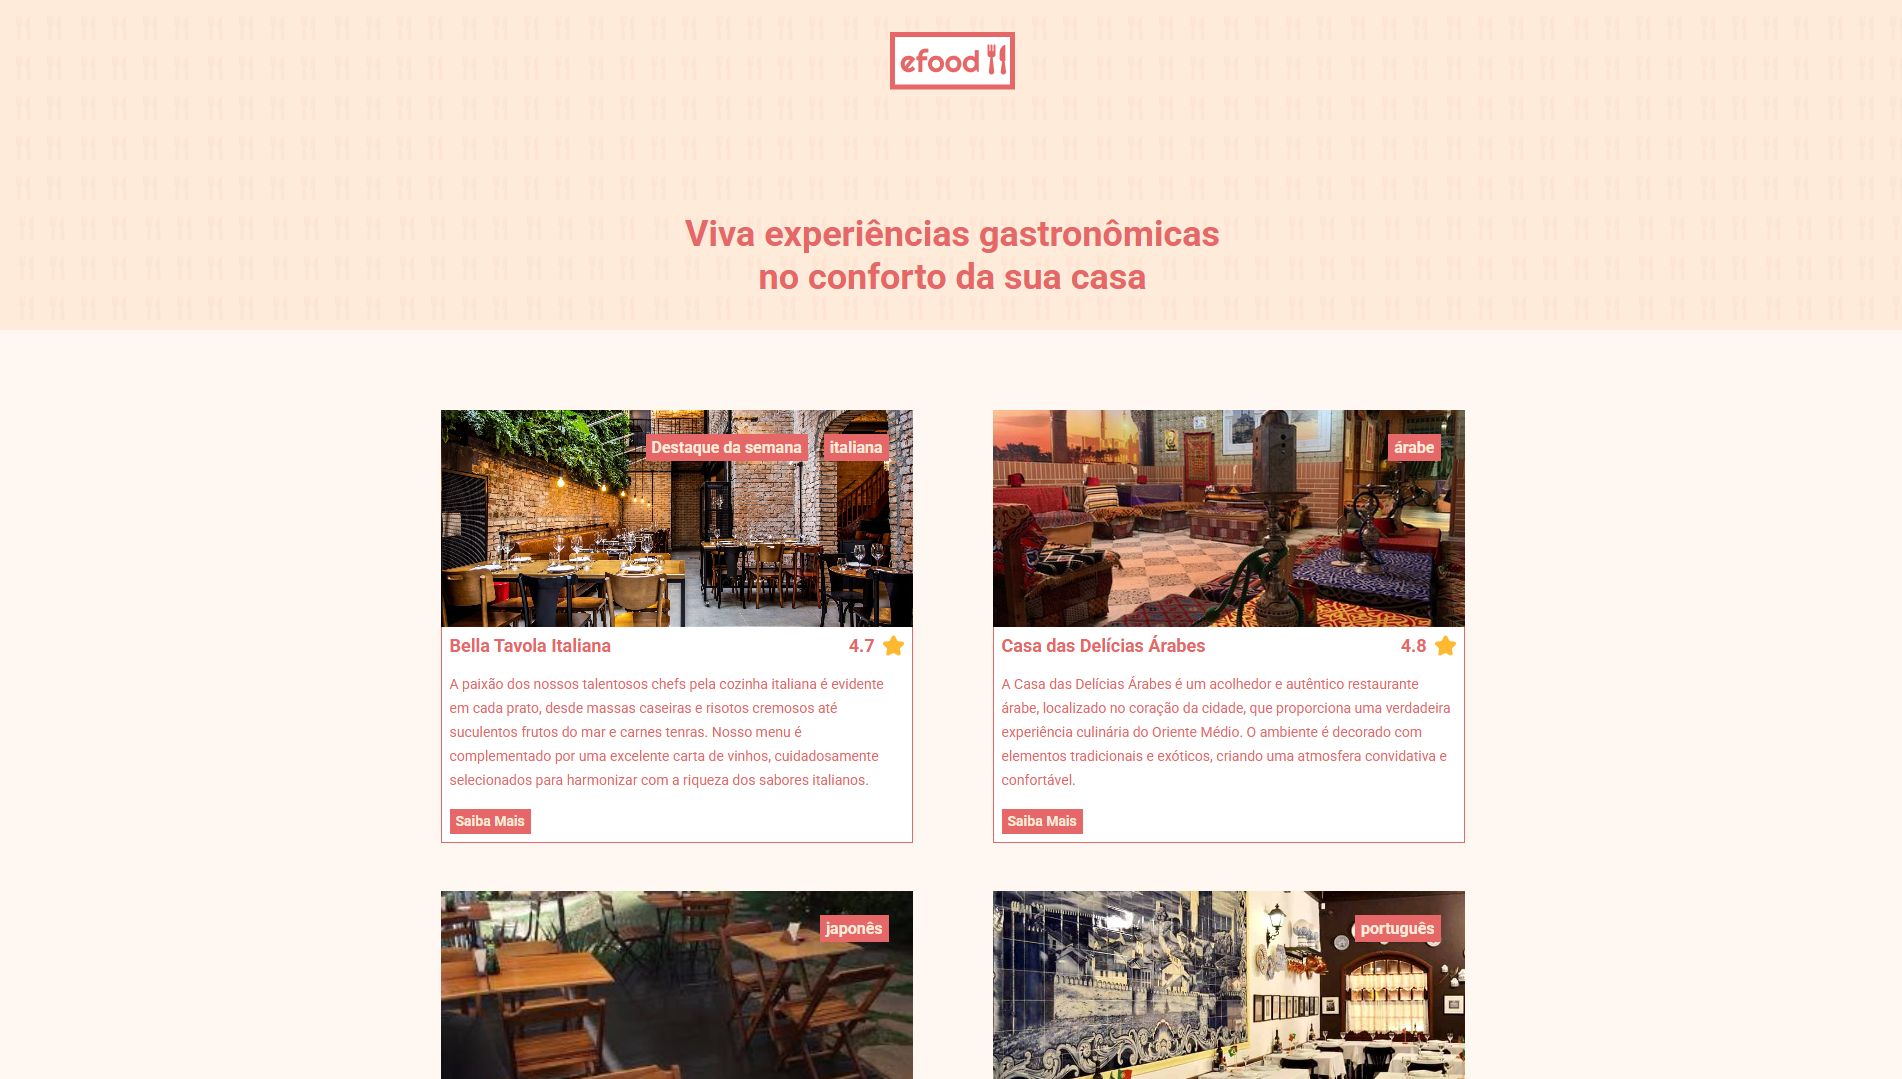 efood
Viva experiências gastronômicas
no conforto da sua casa
Destaque da semana
italiana
Bella Tavola Italiana
4.7
A paixão dos nossos talentosos chefs pela cozinha italiana é evidente
em cada prato, desde massas caseiras e risotos cremosos até
suculentos frutos do mar e carnes tenras. Nosso menu é
complementado por uma excelente carta de vinhos, cuidadosamente
selecionados para harmonizar com a riqueza dos sabores italianos.
Saiba Mais
árabe
Casa das Delícias Árabes
4.8
A Casa das Delícias Árabes é um acolhedor e autêntico restaurante
árabe, localizado no coração da cidade, que proporciona uma verdadeira
experiência culinária do Oriente Médio. O ambiente é decorado com
elementos tradicionais e exóticos, criando uma atmosfera convidativa e
confortável.
Saiba Mais
japonês
português